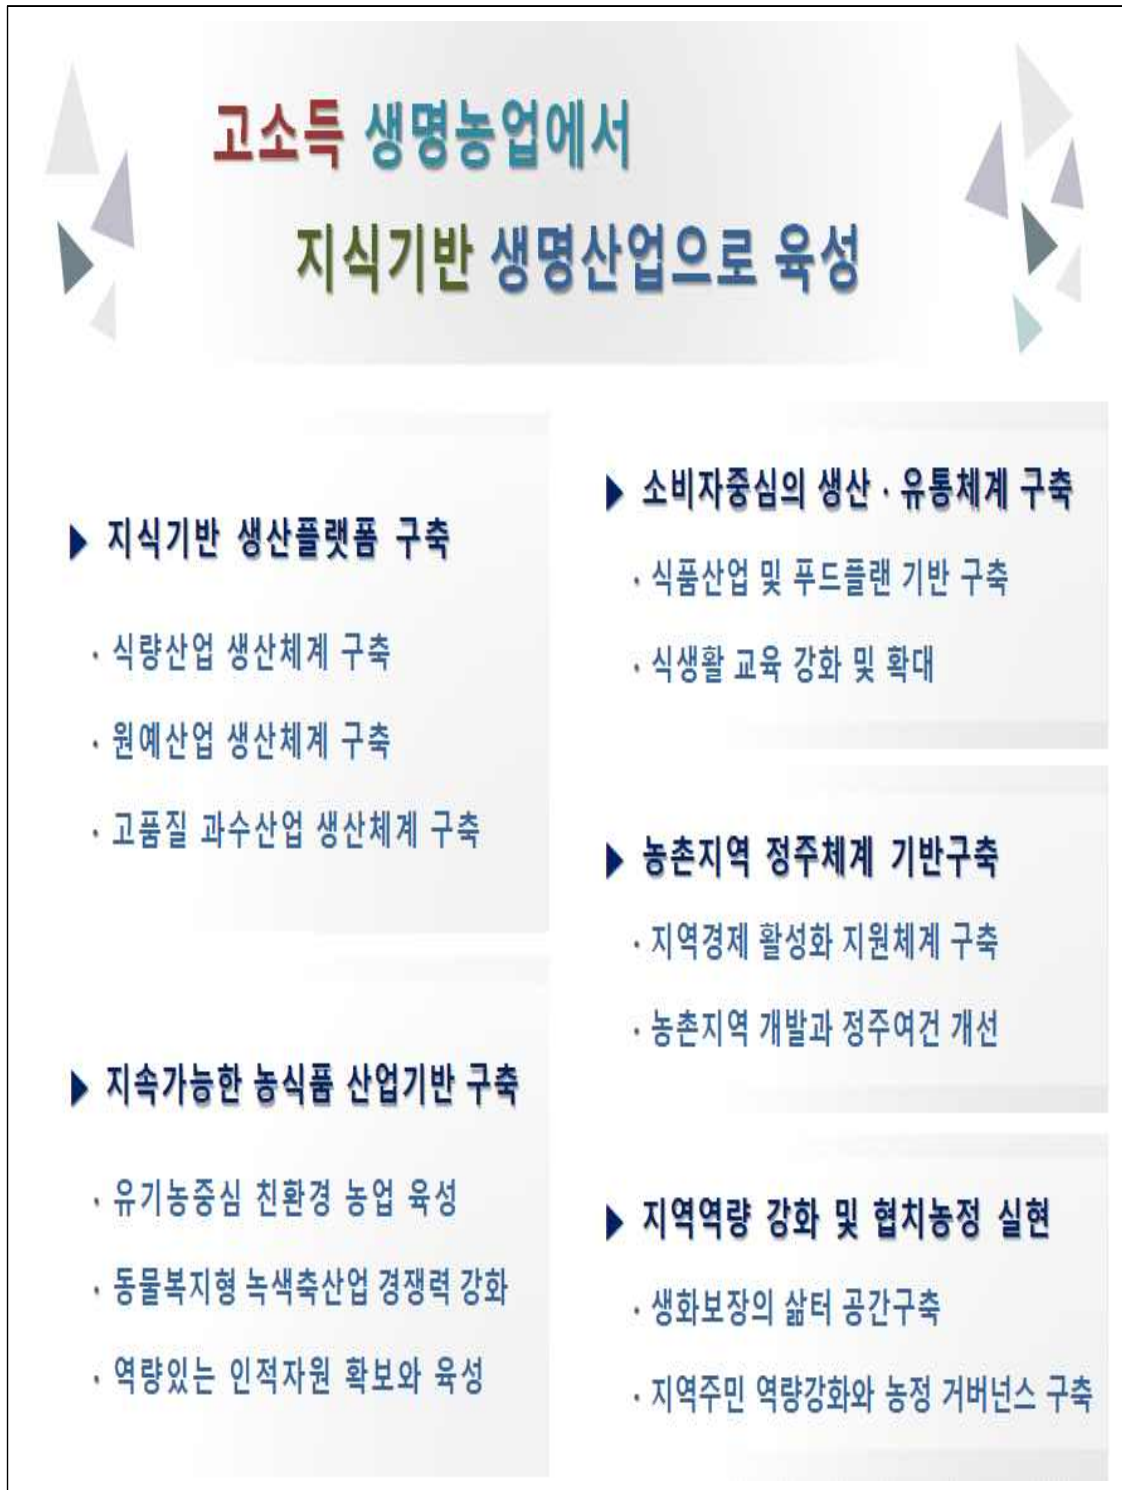 고소득 생명농업에서
지식기반 생명산업으로 육성
▶ 지식기반 생산플랫폼 구축
· 식량산업 생산체계 구축
· 원예산업 생산체계 구축
· 고품질 과수산업 생산체계 구축
▶ 지속가능한 농식품 산업기반 구축
· 유기농중심 친환경 농업 육성
· 동물복지형 녹색축산업 경쟁력 강화
· 역량있는 인적자원 확보와 육성
▶ 소비자중심의 생산 · 유통체계 구축
· 식품산업 및 푸드플랜 기반 구축
· 식생활 교육 강화 및 확대
▶ 농촌지역 정주체계 기반구축
· 지역경제 활성화 지원체계 구축
· 농촌지역 개발과 정주여건 개선
▶ 지역역량 강화 및 협치농정 실현
· 생화보장의 삶터 공간구축
· 지역주민 역량강화와 농정 거버넌스 구축